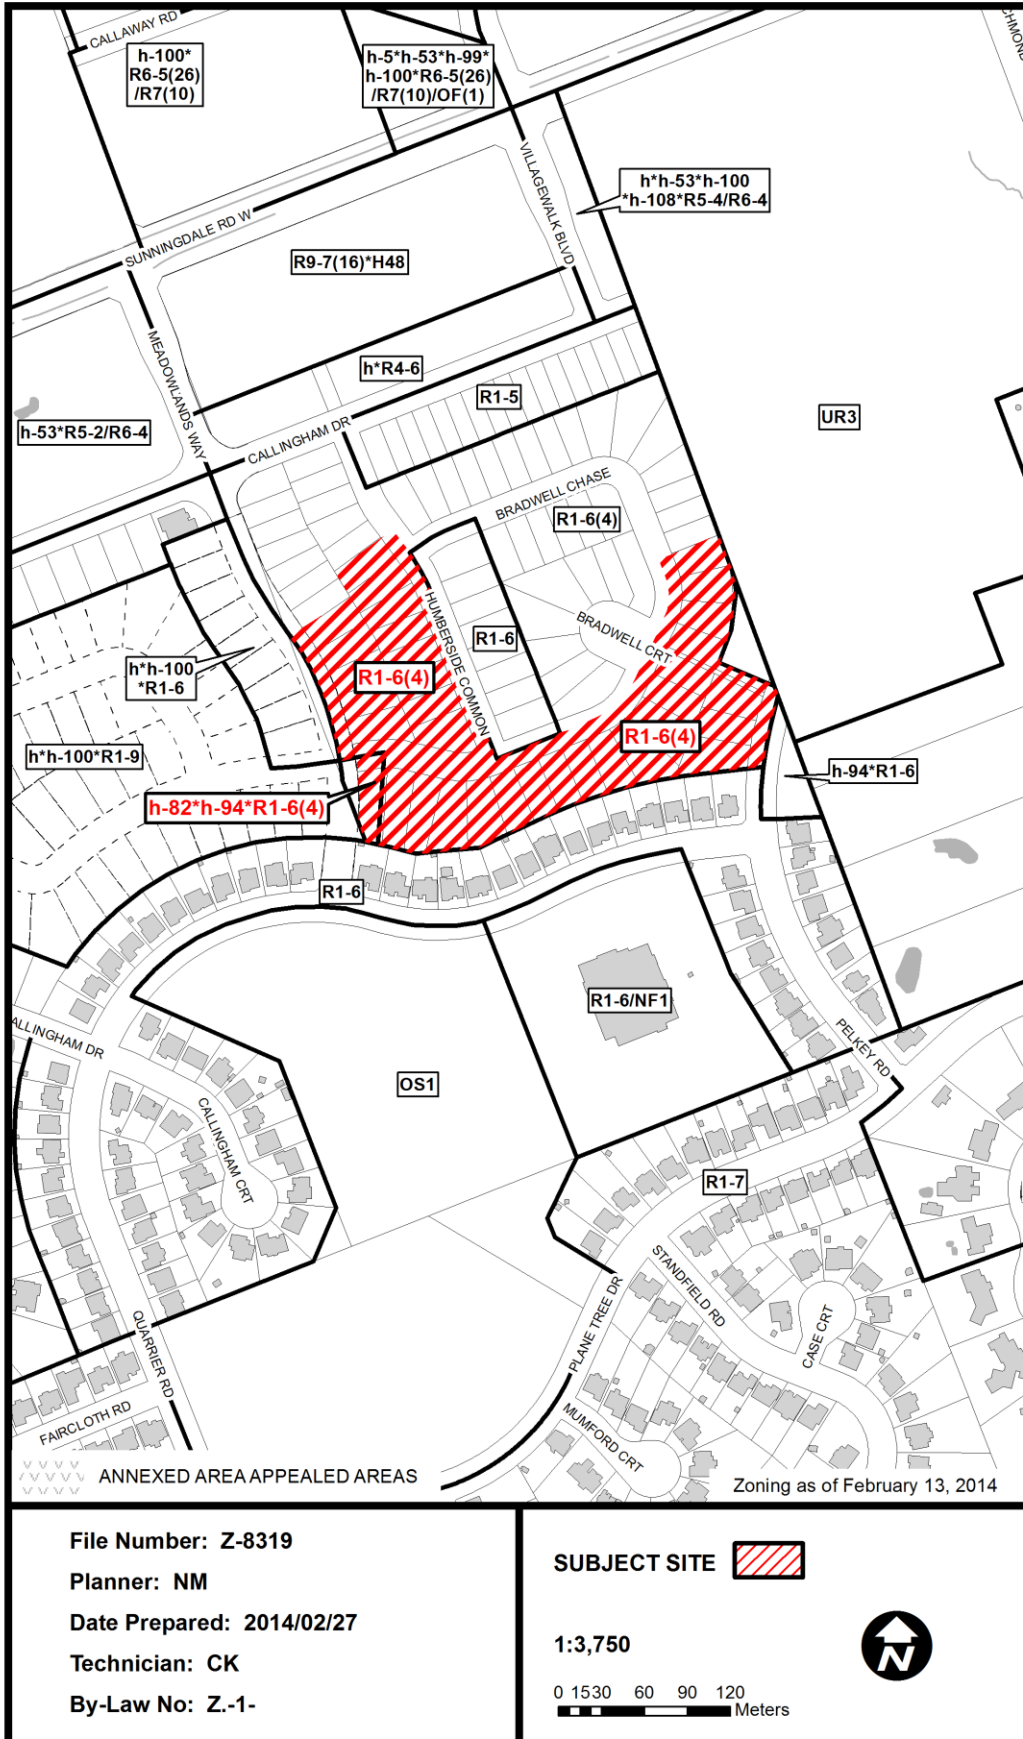 CALLAWAY RD
h-100*
R6-5(26)
/R7(10)
h-5*h-53*h-99*
h-100*R6-5(26)
/R7(10)/OF(1)
VILLAGEWALK BLVD
h*h-53*h-100
*h-108*R5-4/R6-4
SUNNINGDALE RD W
R9-7(16)*H48
MEADOWLANDS WAY
h*R4-6
R1-5
UR3
h-53*R5-2/R6-4
CALLINGHAM DR
BRADWELL CHASE
R1-6(4)
HUMBERSIDE COMMON
R1-6
BRADWELL CRT
h*h-100
*R1-6
R1-6(4)
R1-6(4)
h*h-100*R1-9
h-94*R1-6
h-82*h-94*R1-6(4)
R1-6
R1-6/NF1
ALLINGHAM DR
PELKEY RD
OS1
CALLINGHAM CRT
R1-7
STANDFIELD RD
PLANE TREE DR
CASE CRT
QUARRIER RD
FAIRCLOTH RD
MUMFORD CRT
ANNEXED AREA APPEALED AREAS
Zoning as of February 13, 2014
File Number: Z-8319
Planner: NM
Date Prepared: 2014/02/27
Technician: CK
By-Law No: Z.-1-
SUBJECT SITE
1:3,750
N
0 15 30 60 90 120
Meters